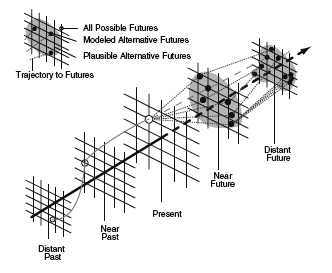 All Possible Futures
Modeled Alternative Futures
Plausible Alternative Futures
Trajectory to Futures
Distant
Future
Near
Future
Present
Near
Past
Distant
Past